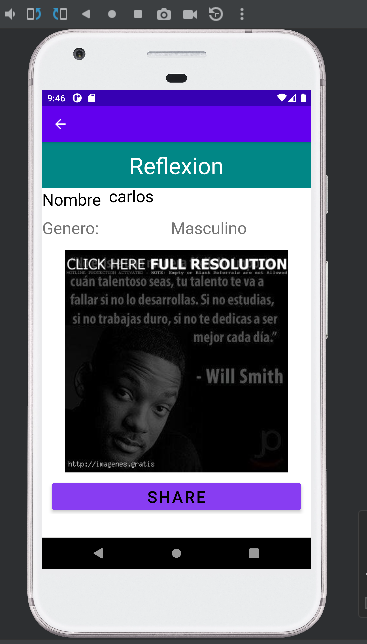 9:46
Reflexion
Nombre carlos
Genero: Masculino
CLICK HERE FULL RESOLUTION
cuán talentoso seas, tu talento te va a
fallar si no lo desarrollas. Si no estudias,
si no trabajas duro, si no te dedicas a ser
mejor cada día."
- Will Smith
http://imagenes.gratis
SHARE